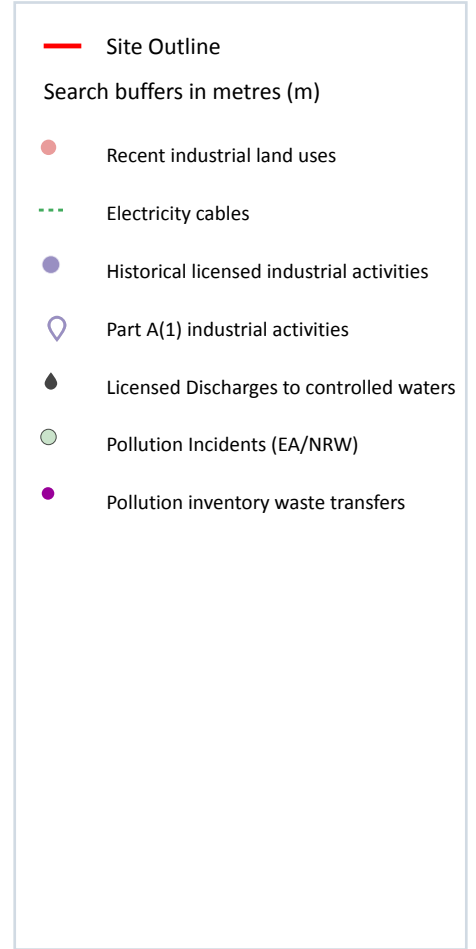 Site Outline
Search buffers in metres (m)
Recent industrial land uses
Electricity cables
Historical licensed industrial activities
Part A(1) industrial activities
Licensed Discharges to controlled waters
Pollution Incidents (EA/NRW)
Pollution inventory waste transfers